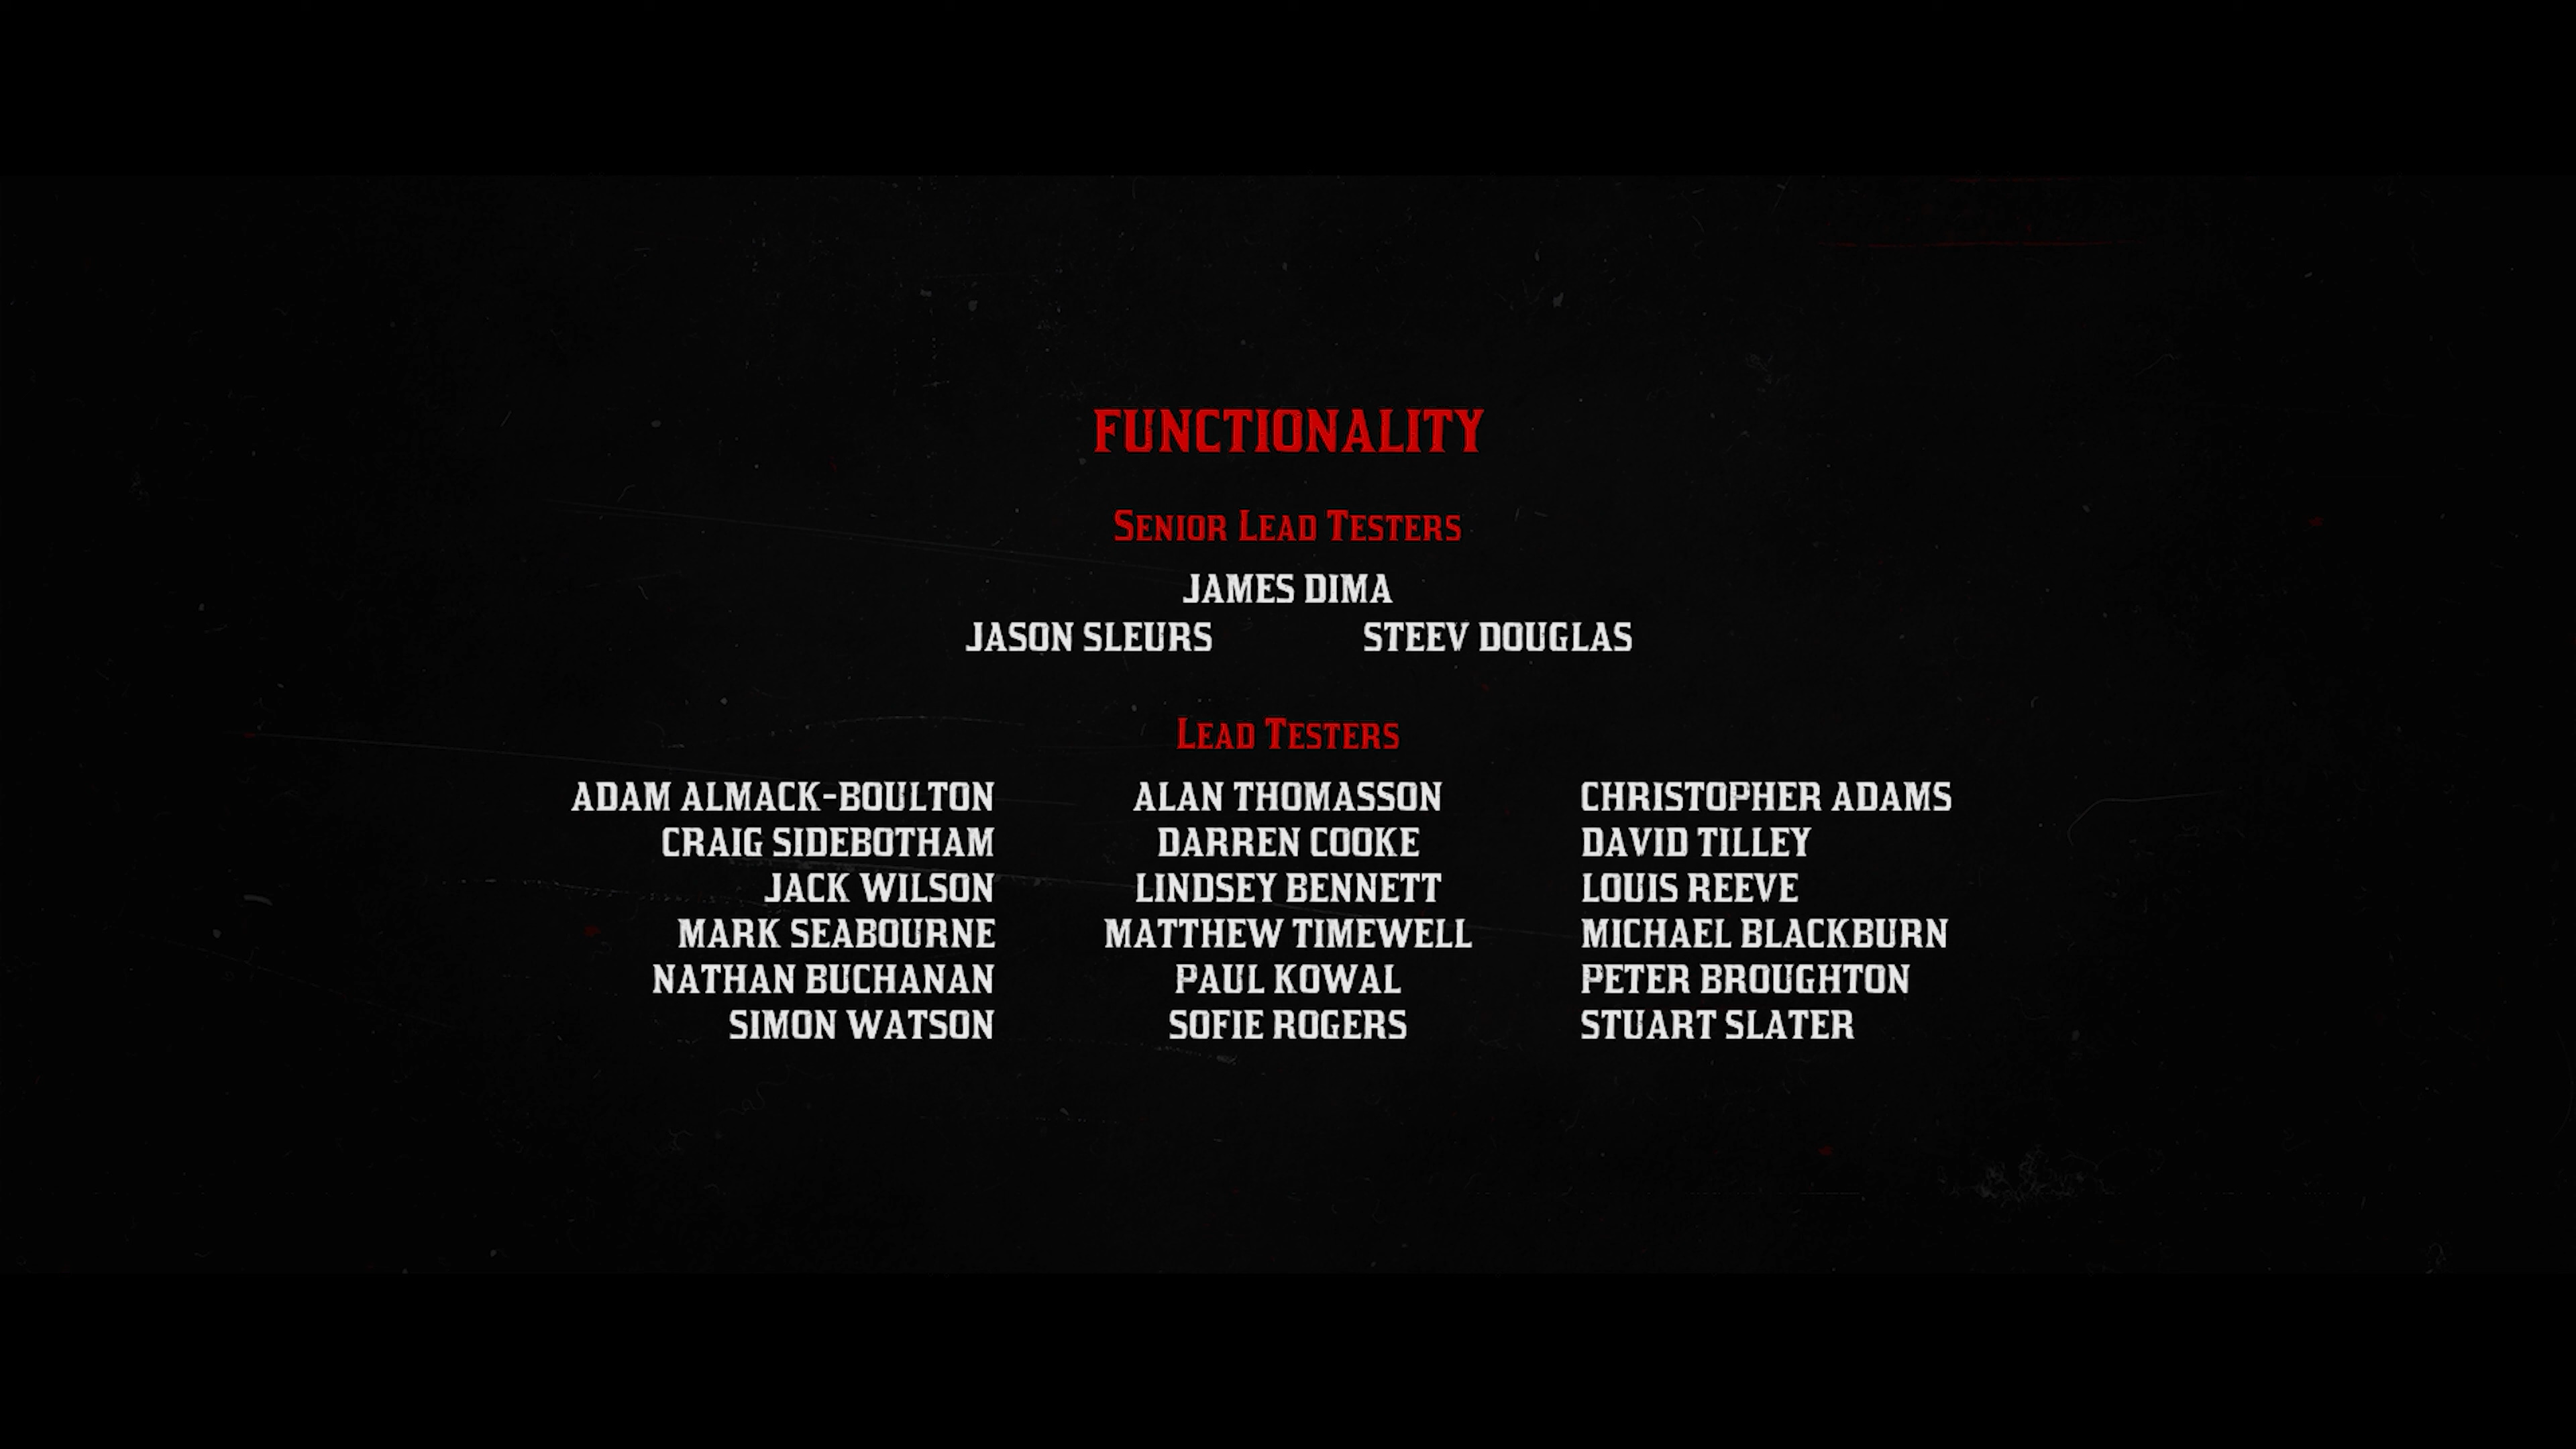 FUNCTIONALITY
SENIOR LEAD TESTERS
JAMES DIMA
JASON SLEURS STEEV DOUGLAS
LEAD TESTERS
ADAM ALMACK-BOULTON ALAN THOMASSON CHRISTOPHER ADAMS
CRAIG SIDEBOTHAM DARREN COOKE DAVID TILLEY
JACK WILSON LINDSEY BENNETT LOUIS REEVE
MARK SEABOURNE MATTHEW TIMEWELL MICHAEL BLACKBURN
NATHAN BUCHANAN PAUL KOWAL PETER BROUGHTON
SIMON WATSON SOFIE ROGERS STUART SLATER